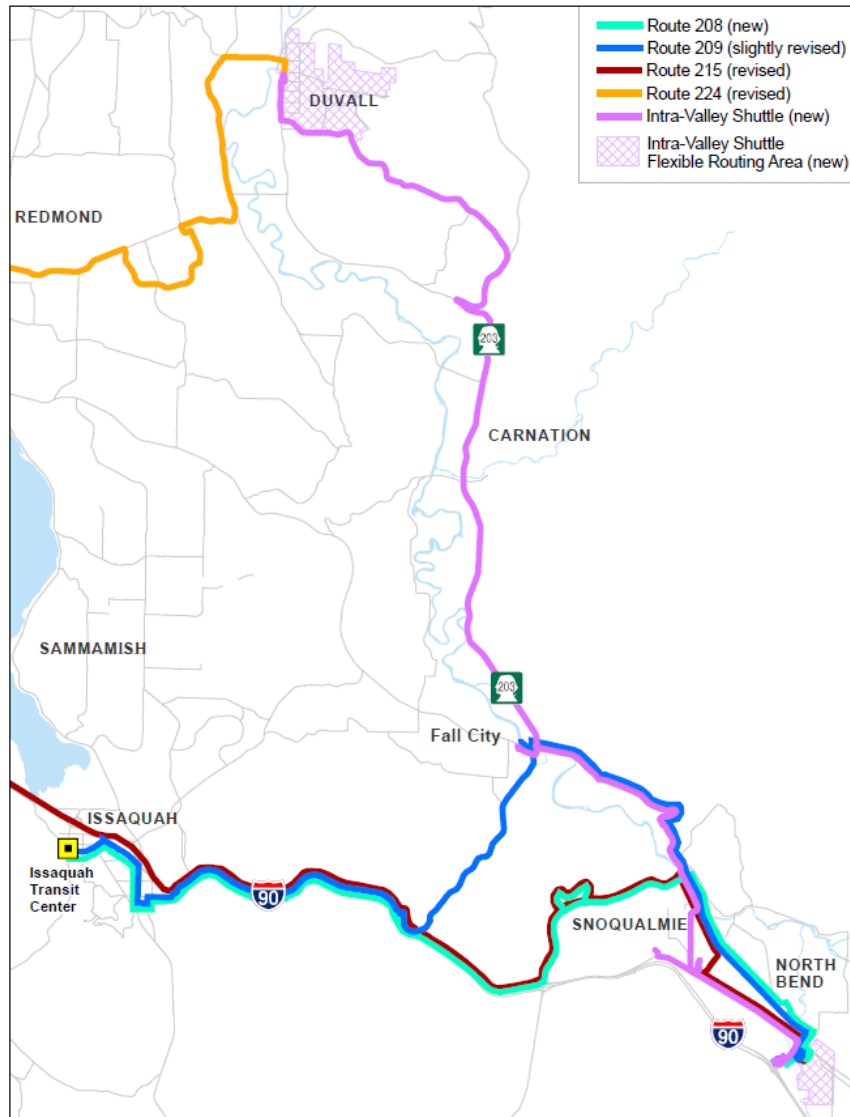 Route 208 (new)
Route 209 (slightly revised)
Route 215 (revised)
Route 224 (revised)
Intra-Valley Shuttle (new)
Intra-Valley Shuttle
Flexible Routing Area (new)
DUVALL
REDMOND
203
CARNATION
SAMMAMISH
203
Fall City
ISSAQUAH
Issaquah
Transit
Center
90
SNOQUALMIE
NORTH
BEND
90